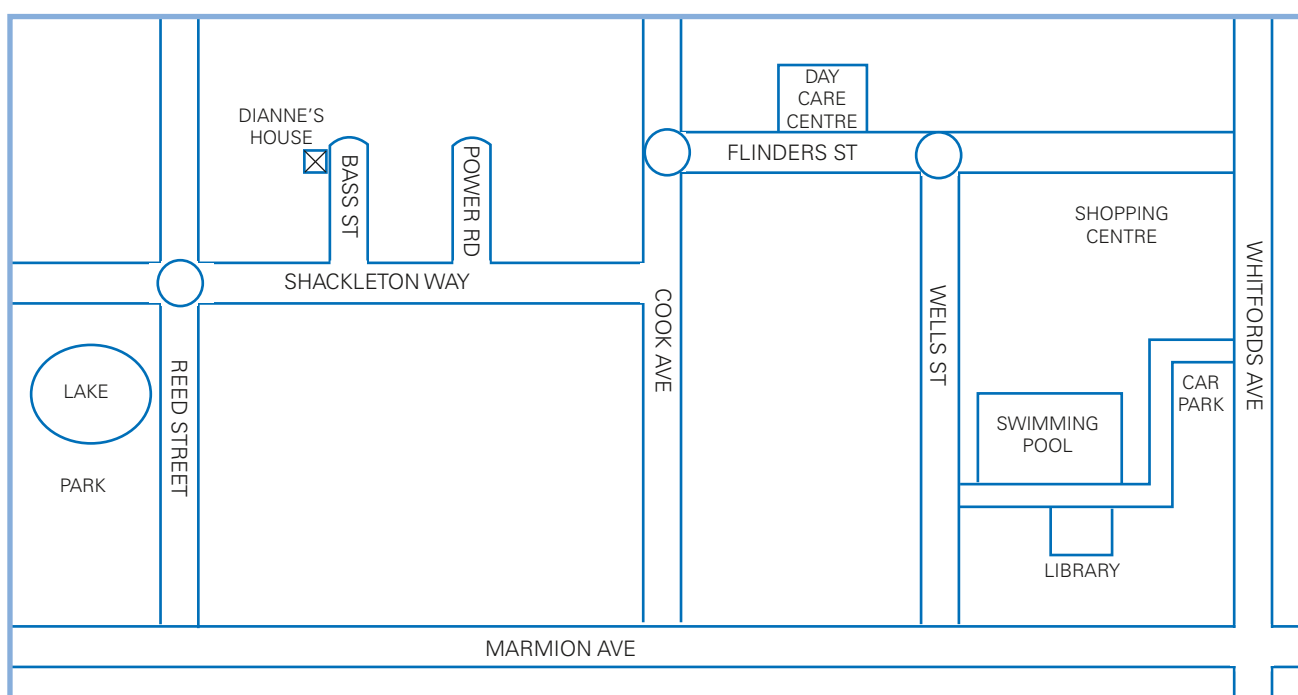 DAY
CARE
CENTRE
DIANNE'S
HOUSE
BASS ST
POWER RD
FLINDERS ST
SHOPPING
CENTRE
SHACKLETON WAY
WHITFORDS AVE
COOK AVE
WELLS ST
REED STREET
LAKE
CAR
PARK
SWIMMING
POOL
PARK
LIBRARY
MARMION AVE